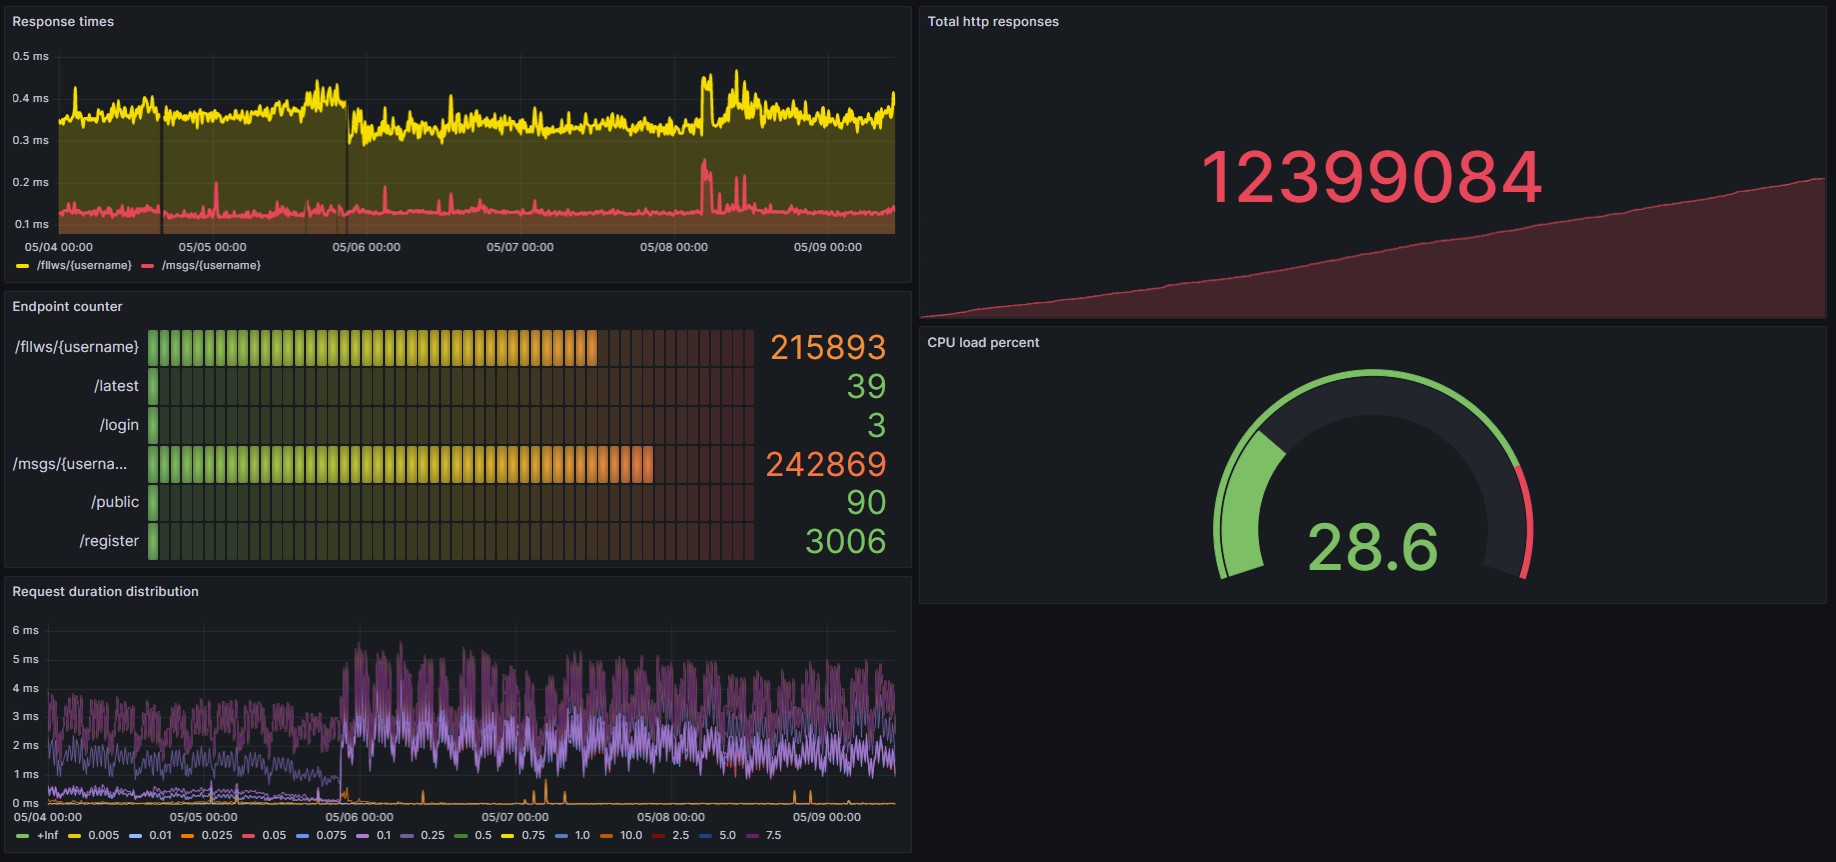 Response times
0.5 ms
0.4 ms
0.3 ms
0.2 ms
0.1 ms
05/04 00:00 05/05 00:00 05/06 00:00 05/07 00:00 05/08 00:00 05/09 00:00
/fllws/{username} /msgs/{username}
Total http responses
12399084
Endpoint counter
/fllws/{username} 215893
/latest 39
/login 3
/msgs/{userna... 242869
/public 90
/register 3006
CPU load percent
28.6
Request duration distribution
6 ms
5 ms
4 ms
3 ms
2 ms
1 ms
0 ms
05/04 00:00 05/05 00:00 05/06 00:00 05/07 00:00 05/08 00:00 05/09 00:00
+Inf 0.005 0.01 0.025 0.05 0.075 0.1 0.25 0.5 0.75 1.0 10.0 2.5 5.0 7.5